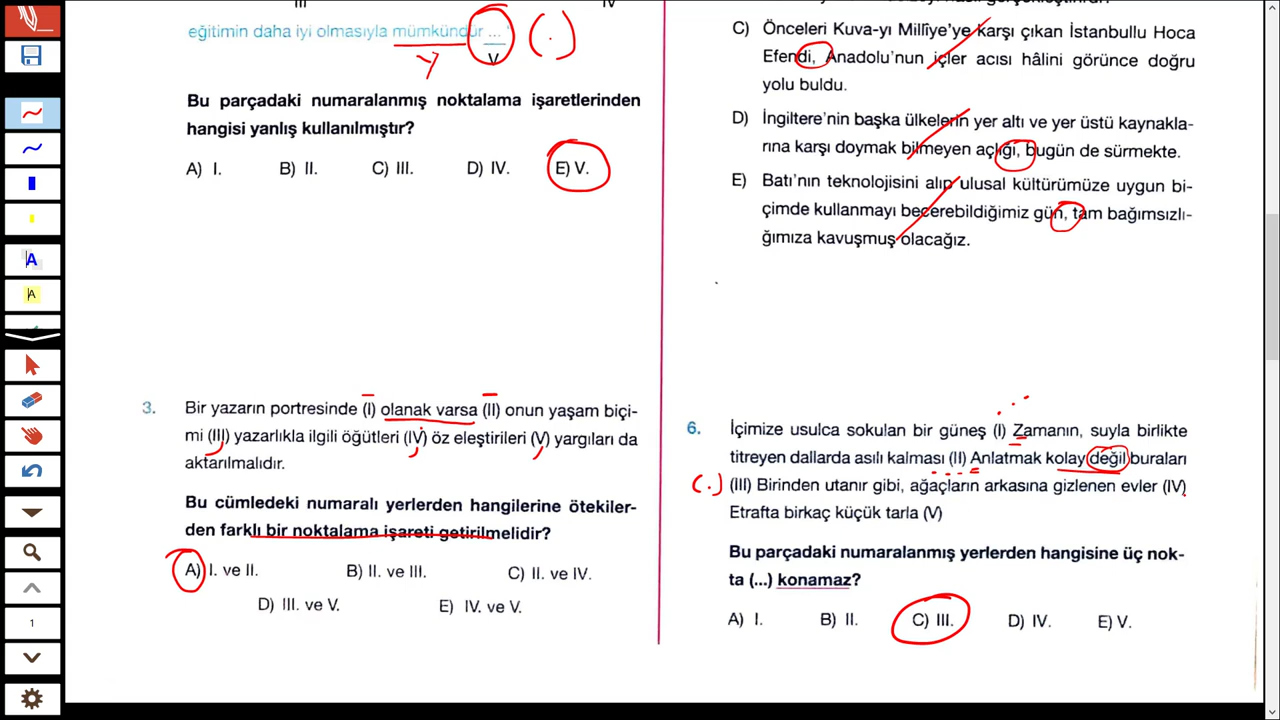 III
IV
eğitimin daha iyi olmasıyla mümkündür ... (.)
V
y
Bu parçadaki numaralanmış noktalama işaretlerinden
hangisi yanlış kullanılmıştır?
A) I.
B) II.
C) III.
D) IV.
E) V.
3. Bir yazarın portresinde (I) olanak varsa (II) onun yaşam biçi-
mi (III) yazarlıkla ilgili öğütleri (IV) öz eleştirileri (V) yargıları da
aktarılmalıdır.
Bu cümledeki numaralı yerlerden hangilerine ötekiler-
den farklı bir noktalama işareti getirilmelidir?
A) I. ve II.
B) II. ve III.
C) II. ve IV.
D) III. ve V.
E) IV. ve V.
C) Önceleri Kuva-yı Millîye’ye karşı çıkan İstanbullu Hoca
Efendi, Anadolu’nun içler acısı hâlini görünce doğru
yolu buldu.
D) İngiltere’nin başka ülkelerin yer altı ve yer üstü kaynakla-
rına karşı doymak bilmeyen açlığı, bugün de sürmekte.
E) Batı’nın teknolojisini alıp ulusal kültürümüze uygun bi-
çimde kullanmayı becerebildiğimiz gün, tam bağımsızlı-
ğımıza kavuşmuş olacağız.
6. İçimize usulca sokulan bir güneş (I) Zamanın, suyla birlikte
titreyen dallarda asılı kalması (II) Anlatmak kolay değil buraları
(.) (III) Birinden utanır gibi, ağaçların arkasına gizlenen evler (IV)
Etrafta birkaç küçük tarla (V)
Bu parçadaki numaralanmış yerlerden hangisine üç nok-
ta (...) konamaz?
A) I.
B) II.
C) III.
D) IV.
E) V.
A
A
1